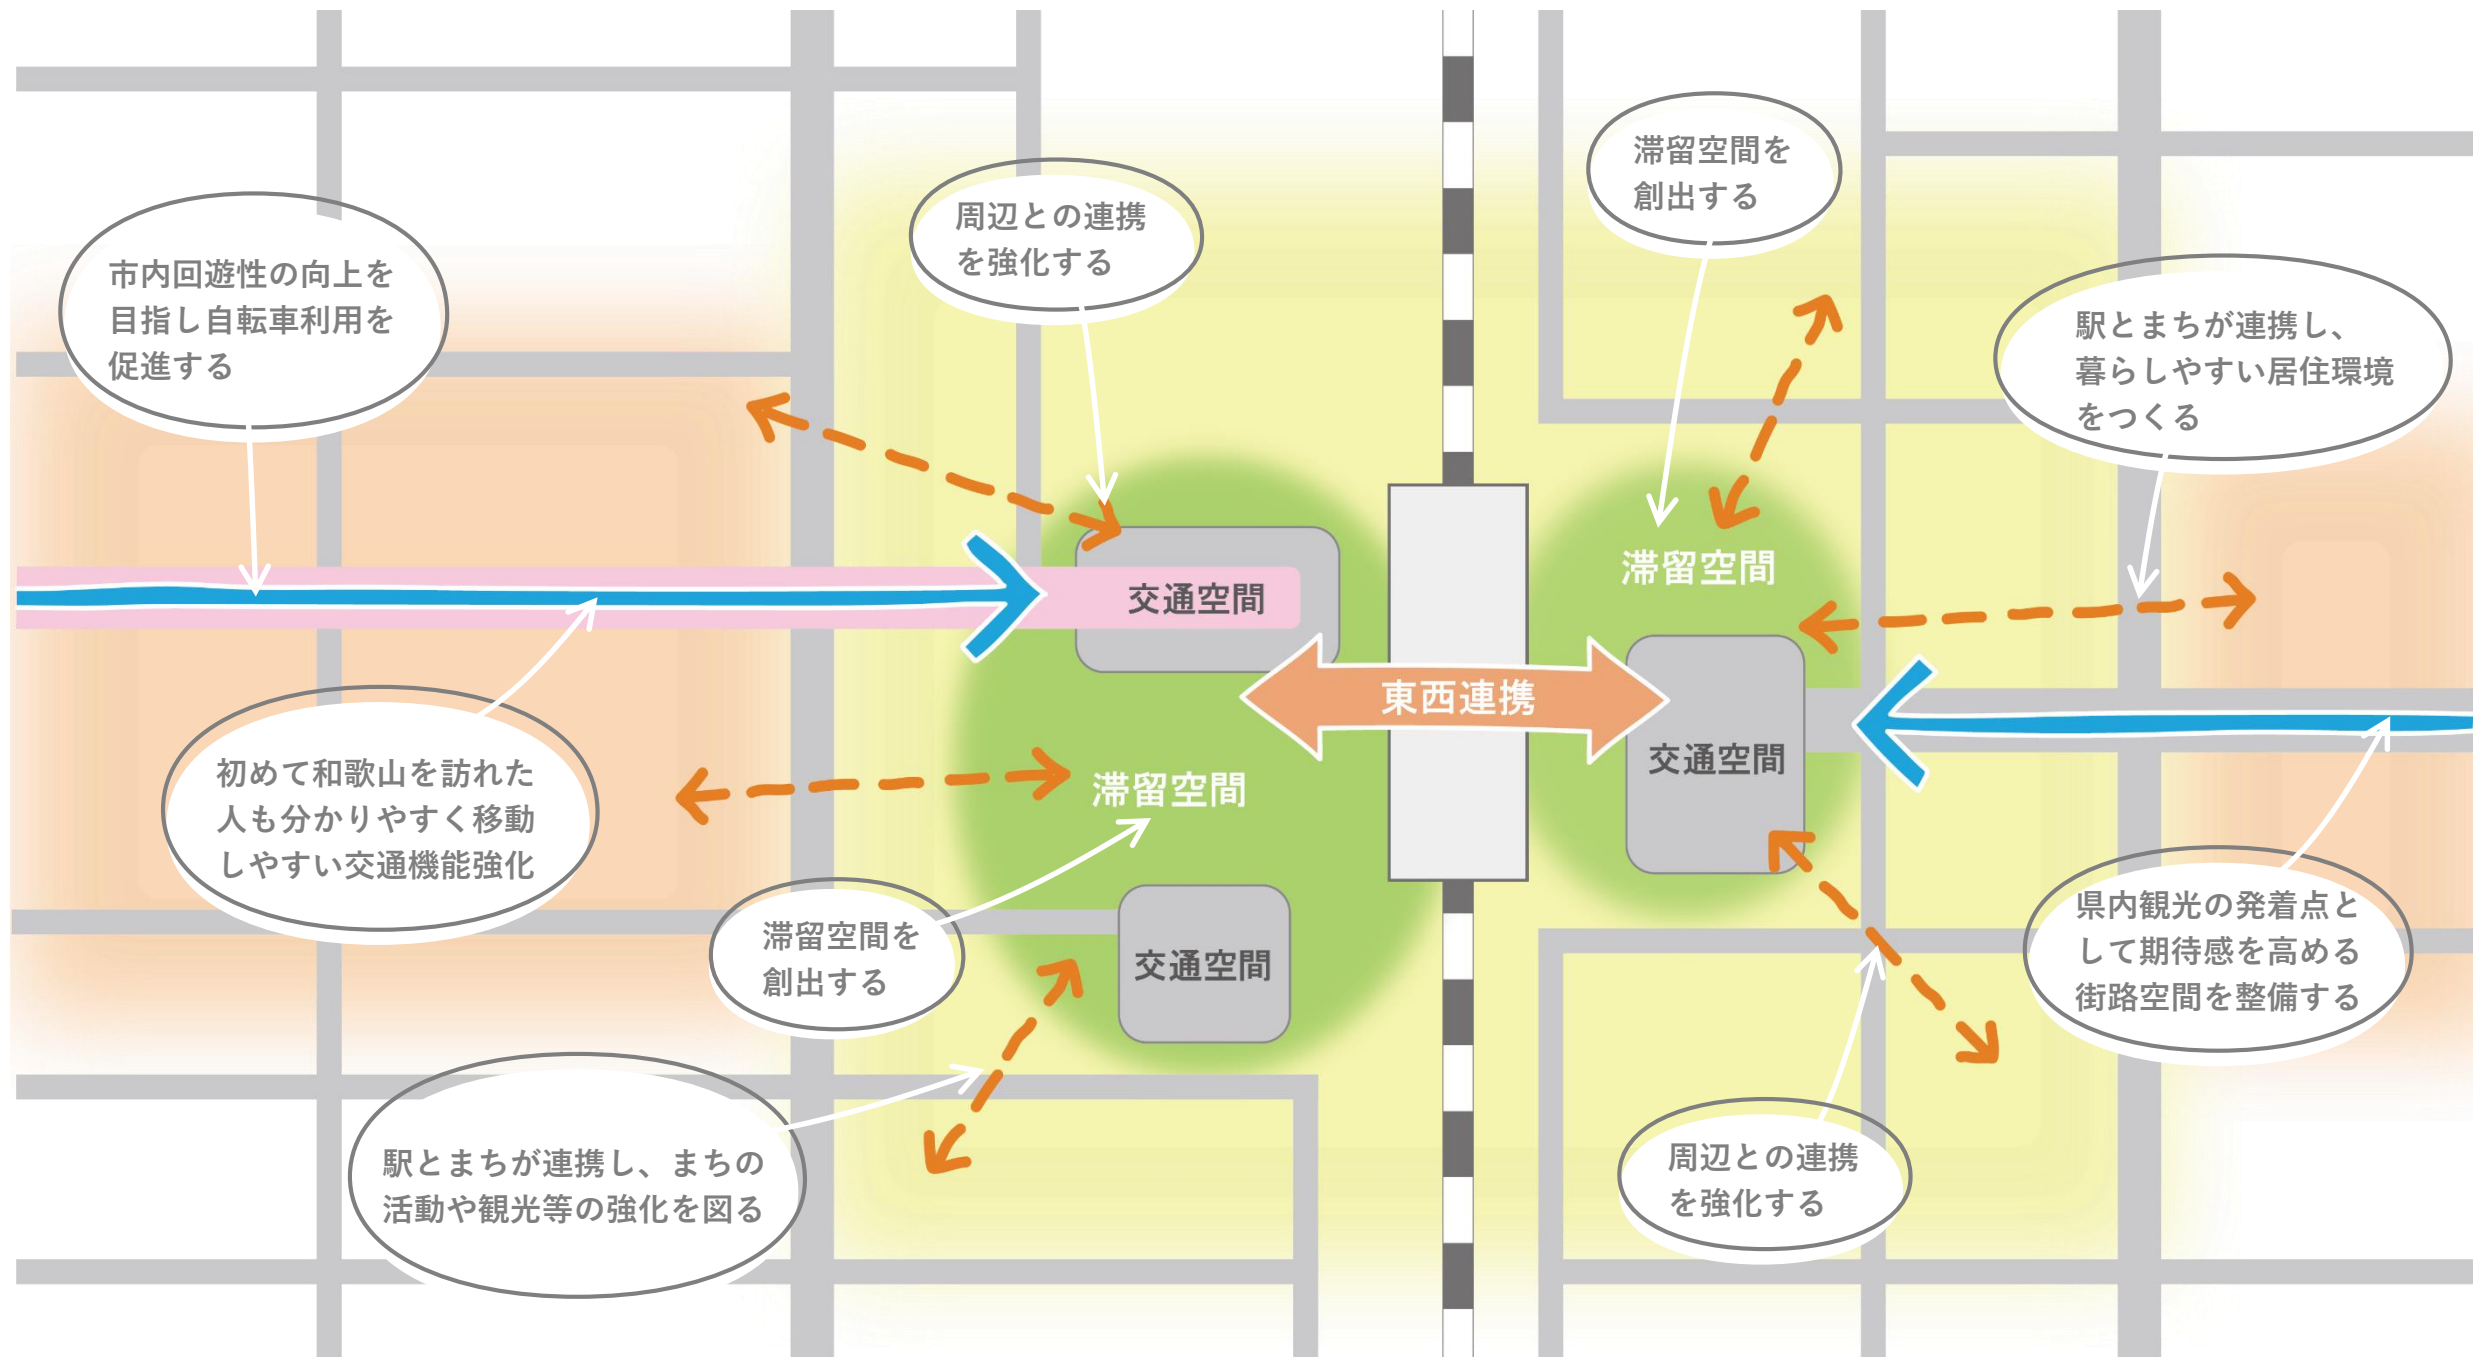 滞留空間を
創出する
周辺との連携
を強化する
市内回遊性の向上を
目指し自転車利用を
促進する
駅とまちが連携し、
暮らしやすい居住環境
をつくる
滞留空間
交通空間
東西連携
交通空間
初めて和歌山を訪れた
人も分かりやすく移動
しやすい交通機能強化
滞留空間
滞留空間を
創出する
交通空間
県内観光の発着点と
して期待感を高める
街路空間を整備する
駅とまちが連携し、まちの
活動や観光等の強化を図る
周辺との連携
を強化する